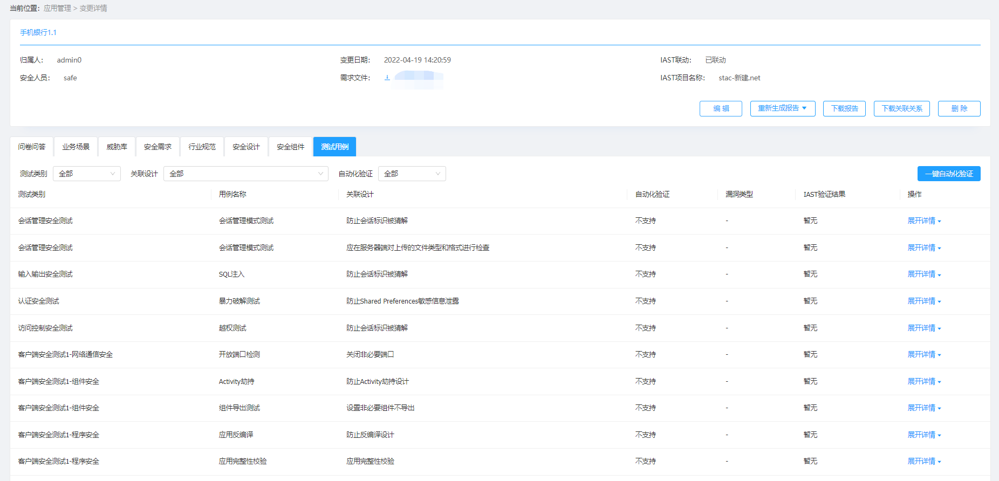 当前位置： 应用管理 > 变更详情
手机银行1.1
归属人： admin0 变更日期： 2022-04-19 14:20:59 IAST联动： 已联动
安全人员： safe 需求文件： IAST项目名称： stac-新建.net
编 辑 重新生成报告 下载报告 下载关联关系 删 除
问卷问答 业务场景 威胁库 安全需求 行业规范 安全设计 安全组件 测试用例
测试类别 全部 关联设计 全部 自动化验证 全部 一键自动化验证
测试类别 用例名称 关联设计 自动化验证 漏洞类型 IAST验证结果 操作
会话管理安全测试 会话管理模式测试 防止会话标识被猜解 不支持 - 暂无 展开详情
会话管理安全测试 会话管理模式测试 应在服务器端对上传的文件类型和格式进行检查 不支持 - 暂无 展开详情
输入输出安全测试 SQL注入 防止会话标识被猜解 不支持 - 暂无 展开详情
认证安全测试 暴力破解测试 防止Shared Preferences敏感信息泄露 不支持 - 暂无 展开详情
访问控制安全测试 越权测试 防止会话标识被猜解 不支持 - 暂无 展开详情
客户端安全测试1-网络通信安全 开放端口检测 关闭非必要端口 不支持 - 暂无 展开详情
客户端安全测试1-组件安全 Activity劫持 防止Activity劫持设计 不支持 - 暂无 展开详情
客户端安全测试1-组件安全 组件导出测试 设置非必要组件不导出 不支持 - 暂无 展开详情
客户端安全测试1-程序安全 应用反编译 防止反编译设计 不支持 - 暂无 展开详情
客户端安全测试1-程序安全 应用完整性校验 应用完整性校验 不支持 - 暂无 展开详情